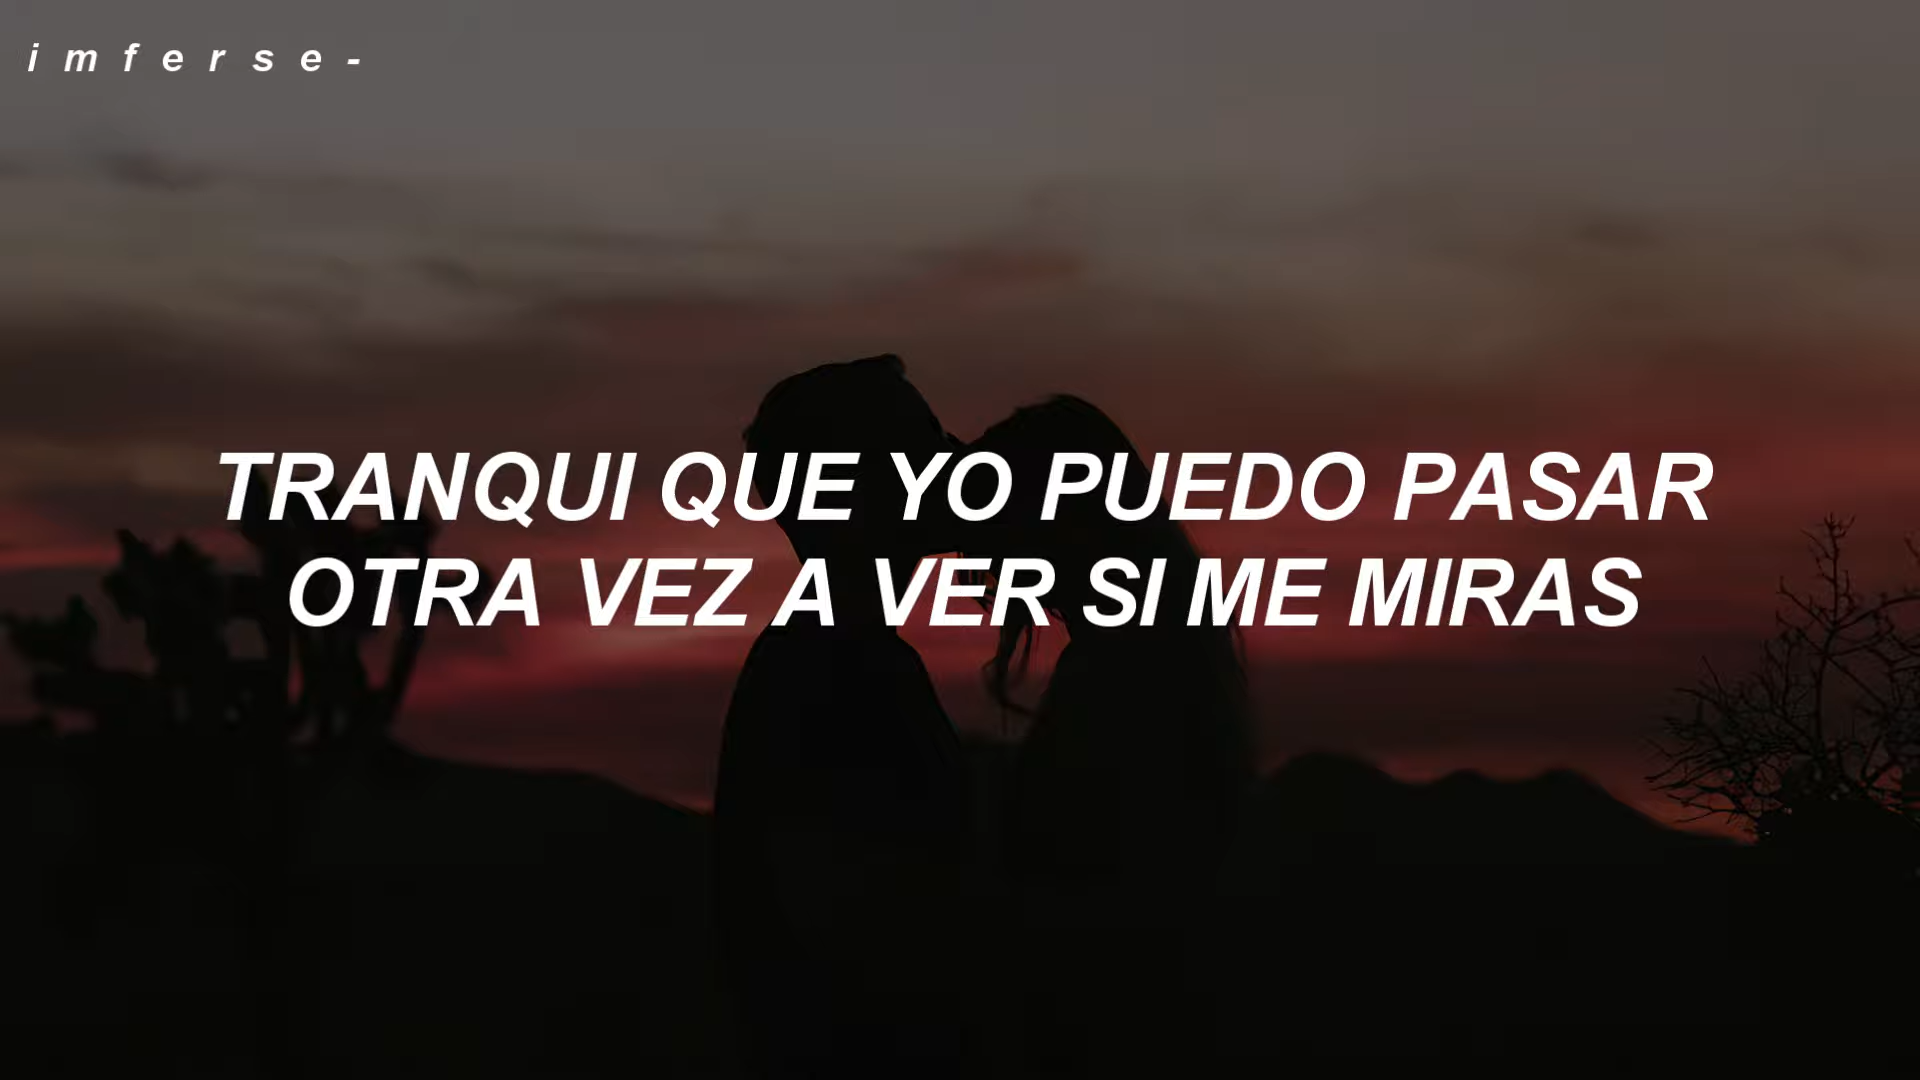 i m f e r s e -
TRANQUI QUE YO PUEDO PASAR
OTRA VEZ A VER SI ME MIRAS